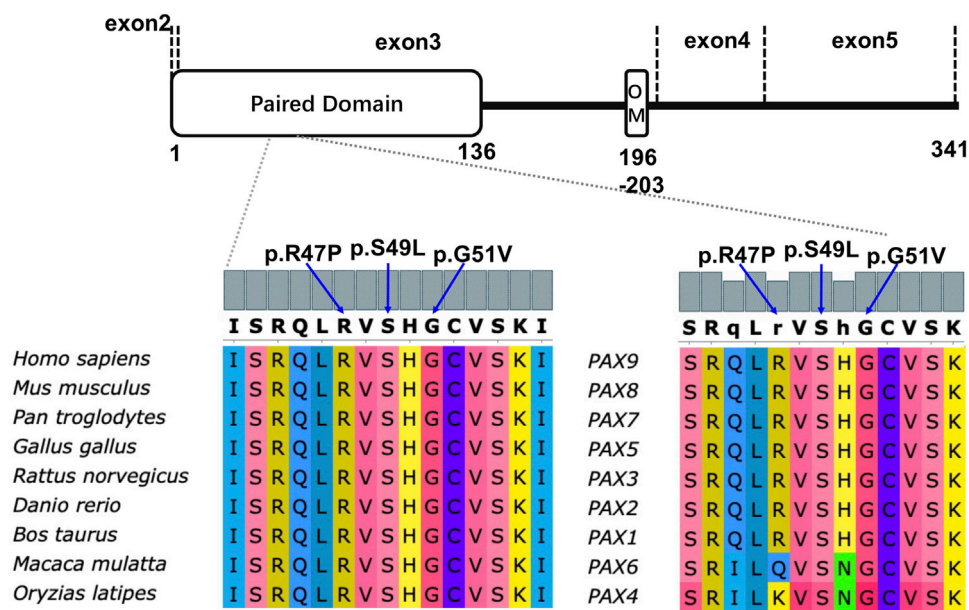 exon2
exon3
exon4
exon5
Paired Domain
O
M
1
136
196
-203
341
p.R47P
p.S49L
p.G51V
I S R Q L R V S H G C V S K I
Homo sapiens I S R Q L R V S H G C V S K I
Mus musculus I S R Q L R V S H G C V S K I
Pan troglodytes I S R Q L R V S H G C V S K I
Gallus gallus I S R Q L R V S H G C V S K I
Rattus norvegicus I S R Q L R V S H G C V S K I
Danio rerio I S R Q L R V S H G C V S K I
Bos taurus I S R Q L R V S H G C V S K I
Macaca mulatta I S R Q L R V S H G C V S K I
Oryzias latipes I S R Q L R V S H G C V S K I
p.R47P
p.S49L
p.G51V
S R q L r V S h G C V S K
PAX9 S R Q L R V S H G C V S K
PAX8 S R Q L R V S H G C V S K
PAX7 S R Q L R V S H G C V S K
PAX5 S R Q L R V S H G C V S K
PAX3 S R Q L R V S H G C V S K
PAX2 S R Q L R V S H G C V S K
PAX1 S R Q L R V S H G C V S K
PAX6 S R I L Q V S N G C V S K
PAX4 S R I L K V S N G C V S K